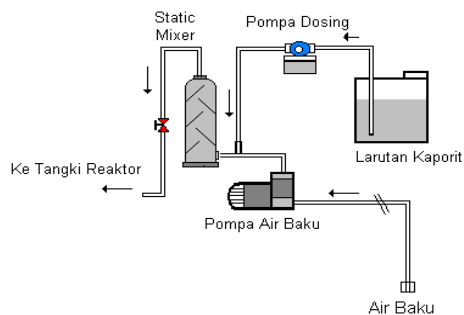 Static
Mixer
Pompa Dosing
Larutan Kaporit
Ke Tangki Reaktor
Pompa Air Baku
Air Baku